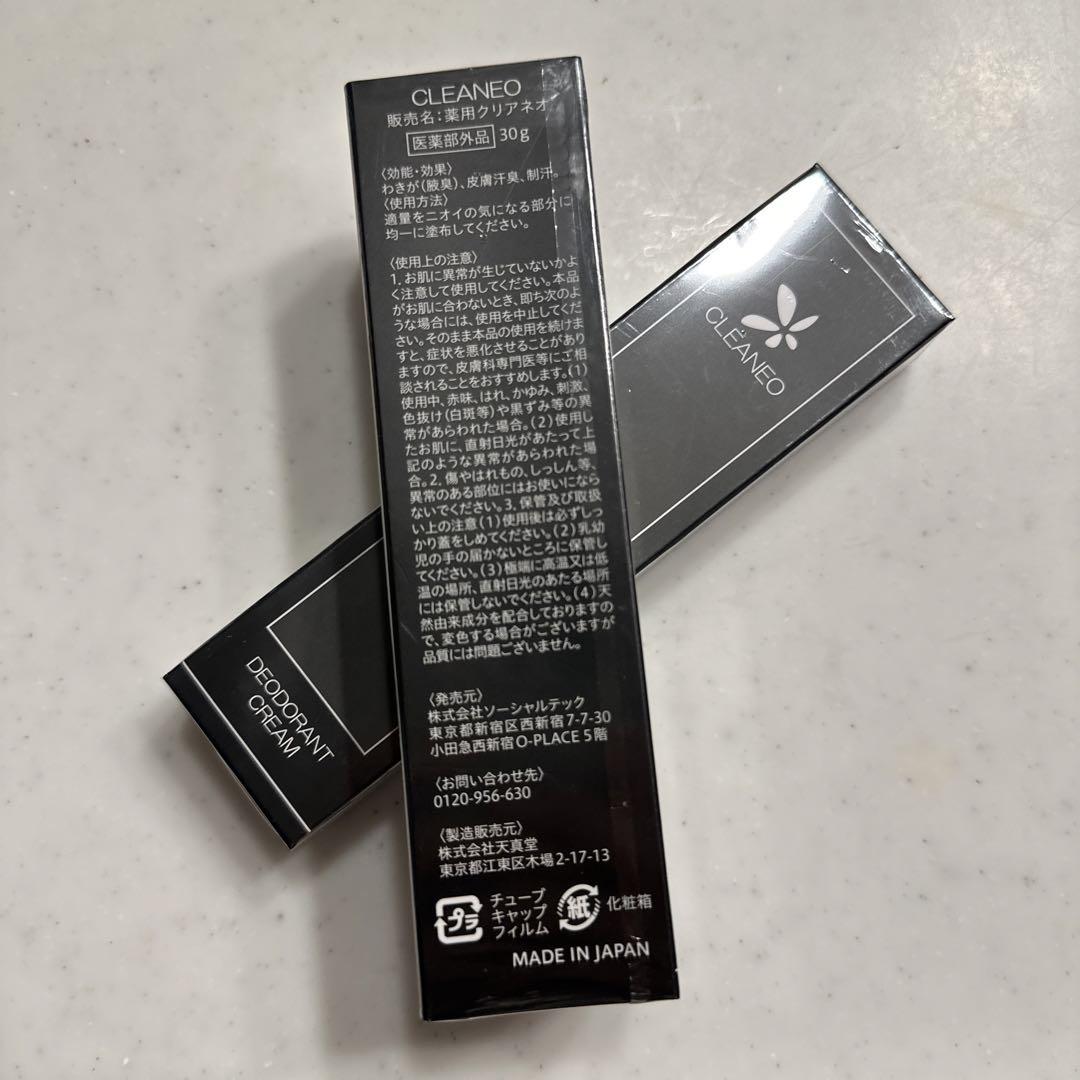 CLEANEO
販売名：薬用クリアネオ
医薬部外品 30g
〈効能・効果〉
わきが（腋臭）、皮膚汗臭、制汗。
〈使用方法〉
適量をニオイの気になる部分に
均一に塗布してください。
〈使用上の注意〉
1. お肌に異常が生じていないかよ
く注意して使用してください。本品
がお肌に合わないとき、即ち次のよ
うな場合には、使用を中止してくだ
さい。そのまま本品の使用を続けま
すと、症状を悪化させることがあり
ますので、皮膚科専門医等にご相
談されることをおすすめします。（1）
使用中、赤味、はれ、かゆみ、刺激、
色抜け（白斑等）や黒ずみ等の異
常があらわれた場合。（2）使用し
たお肌に、直射日光があたって上
記のような異常があらわれた場
合。2. 傷やはれもの、しっしん等、
異常のある部位にはお使いになら
ないでください。3. 保管及び取扱
い上の注意（1）使用後は必ずしっ
かり蓋をしめてください。（2）乳幼
児の手の届かないところに保管し
てください。（3）極端に高温又は低
温の場所、直射日光のあたる場所
には保管しないでください。（4）天
然由来成分を配合しておりますの
で、変色する場合がございますが
品質には問題ございません。
〈発売元〉
株式会社ソーシャルテック
東京都新宿区西新宿7-7-30
小田急西新宿O-PLACE 5階
〈お問い合わせ先〉
0120-956-630
〈製造販売元〉
株式会社天真堂
東京都江東区木場2-17-13
プラ チューブ
キャップ
フィルム
紙 化粧箱
MADE IN JAPAN
CLEANEO
DEODORANT
CREAM